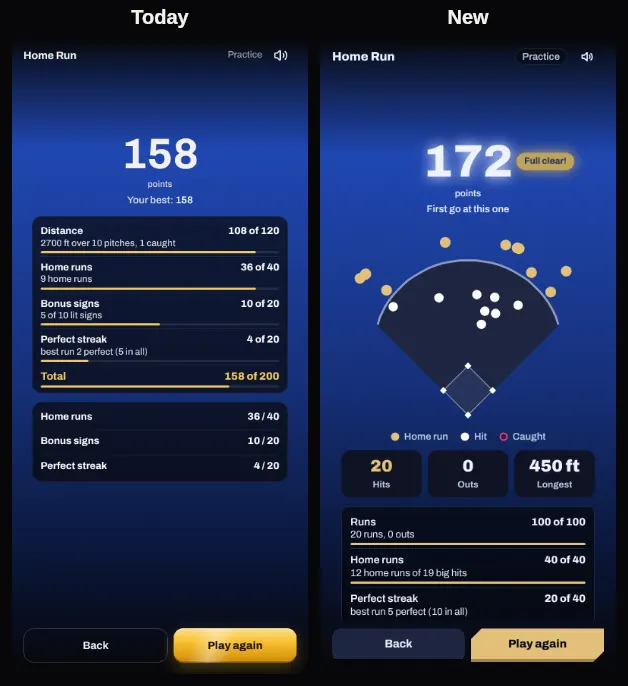 Today
Home Run
Practice
158
points
Your best: 158
Distance 108 of 120
2700 ft over 10 pitches, 1 caught
Home runs 36 of 40
9 home runs
Bonus signs 10 of 20
5 of 10 lit signs
Perfect streak 4 of 20
best run 2 perfect (5 in all)
Total 158 of 200
Home runs 36 / 40
Bonus signs 10 / 20
Perfect streak 4 / 20
Back
Play again
New
Home Run
Practice
172
Full clear!
points
First go at this one
Home run
Hit
Caught
20
Hits
0
Outs
450 ft
Longest
Runs 100 of 100
20 runs, 0 outs
Home runs 40 of 40
12 home runs of 19 big hits
Perfect streak 20 of 40
best run 5 perfect (10 in all)
Back
Play again